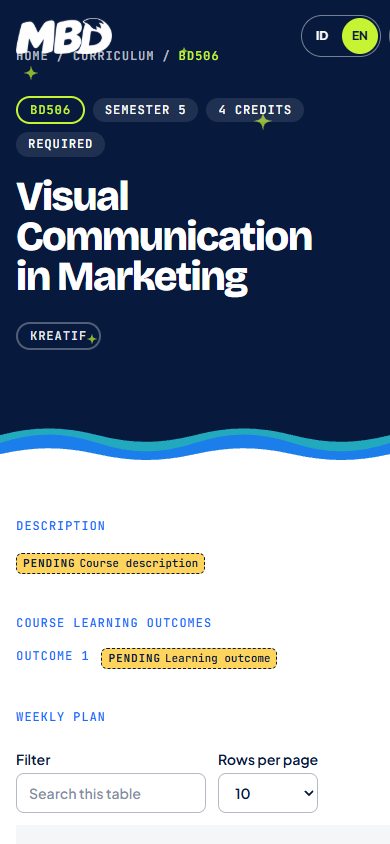 MBD
ID EN
HOME / CURRICULUM / BD506
BD506 SEMESTER 5 4 CREDITS
REQUIRED
Visual
Communication
in Marketing
KREATIF
DESCRIPTION
PENDING Course description
COURSE LEARNING OUTCOMES
OUTCOME 1 PENDING Learning outcome
WEEKLY PLAN
Filter Rows per page
Search this table 10